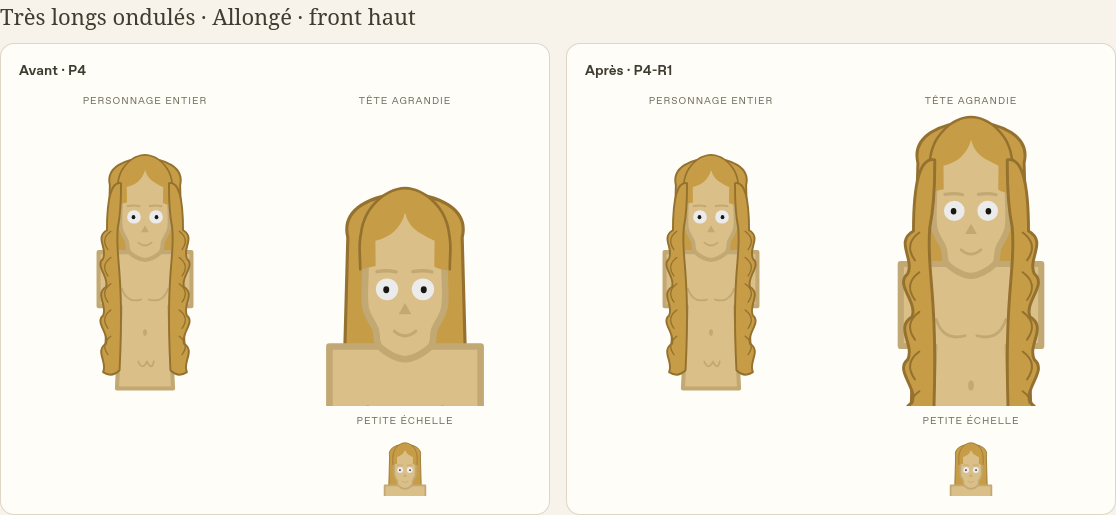 Très longs ondulés · Allongé · front haut
Avant · P4
PERSONNAGE ENTIER
TÊTE AGRANDIE
PETITE ÉCHELLE
Après · P4-R1
PERSONNAGE ENTIER
TÊTE AGRANDIE
PETITE ÉCHELLE